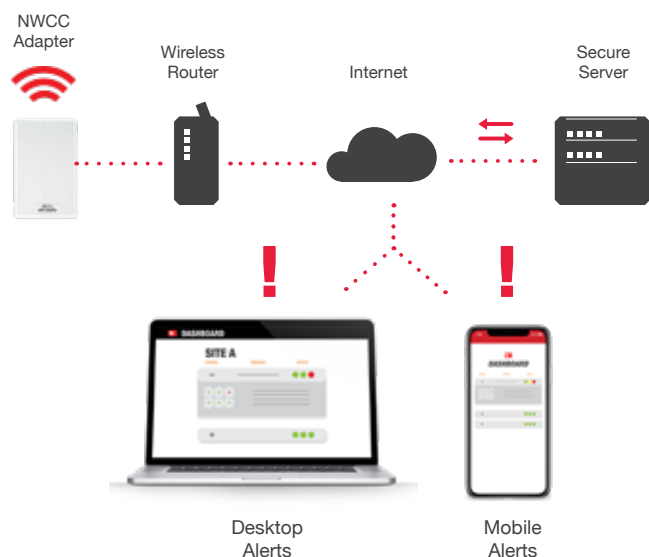 NWCC
Adapter
Wireless
Router
Internet
Secure
Server
DASHBOARD
SITE A
DASHBOARD
Desktop
Alerts
Mobile
Alerts